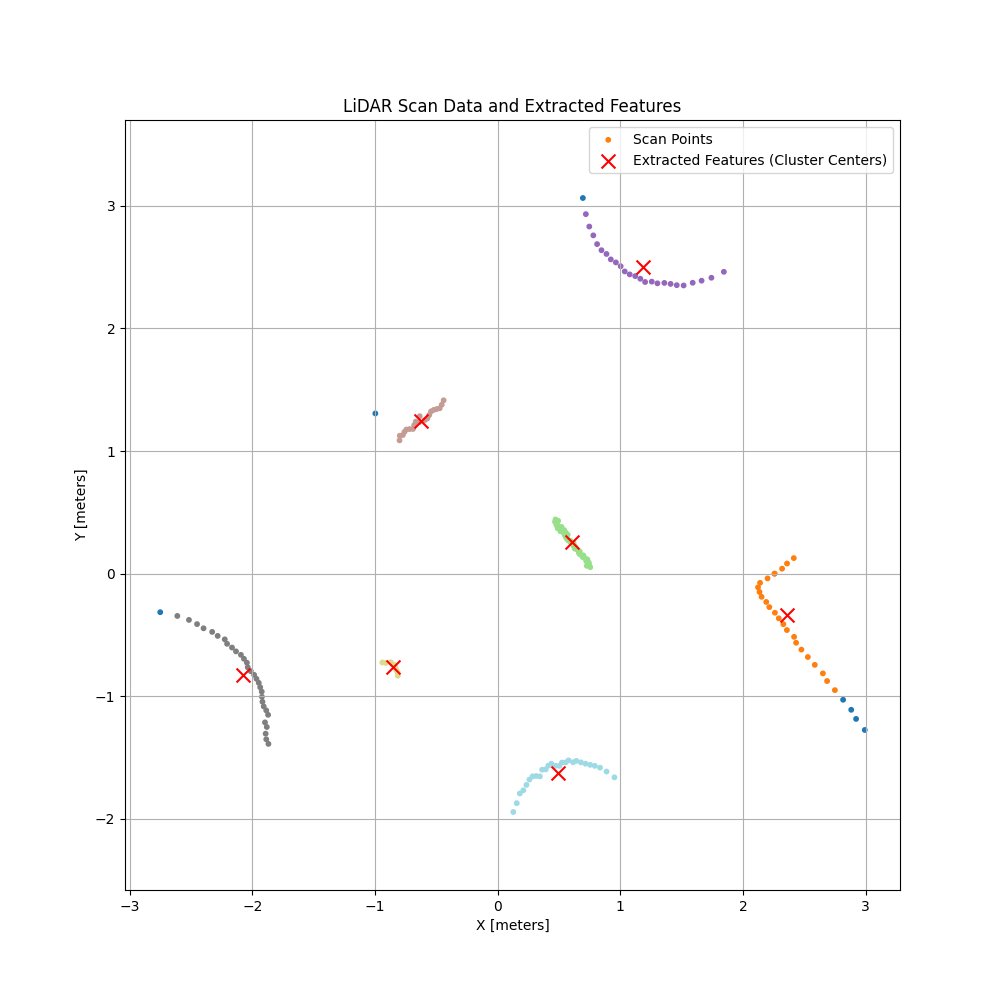 LiDAR Scan Data and Extracted Features
Scan Points
Extracted Features (Cluster Centers)
3
2
1
0
−1
−2
Y [meters]
−3 −2 −1 0 1 2 3
X [meters]